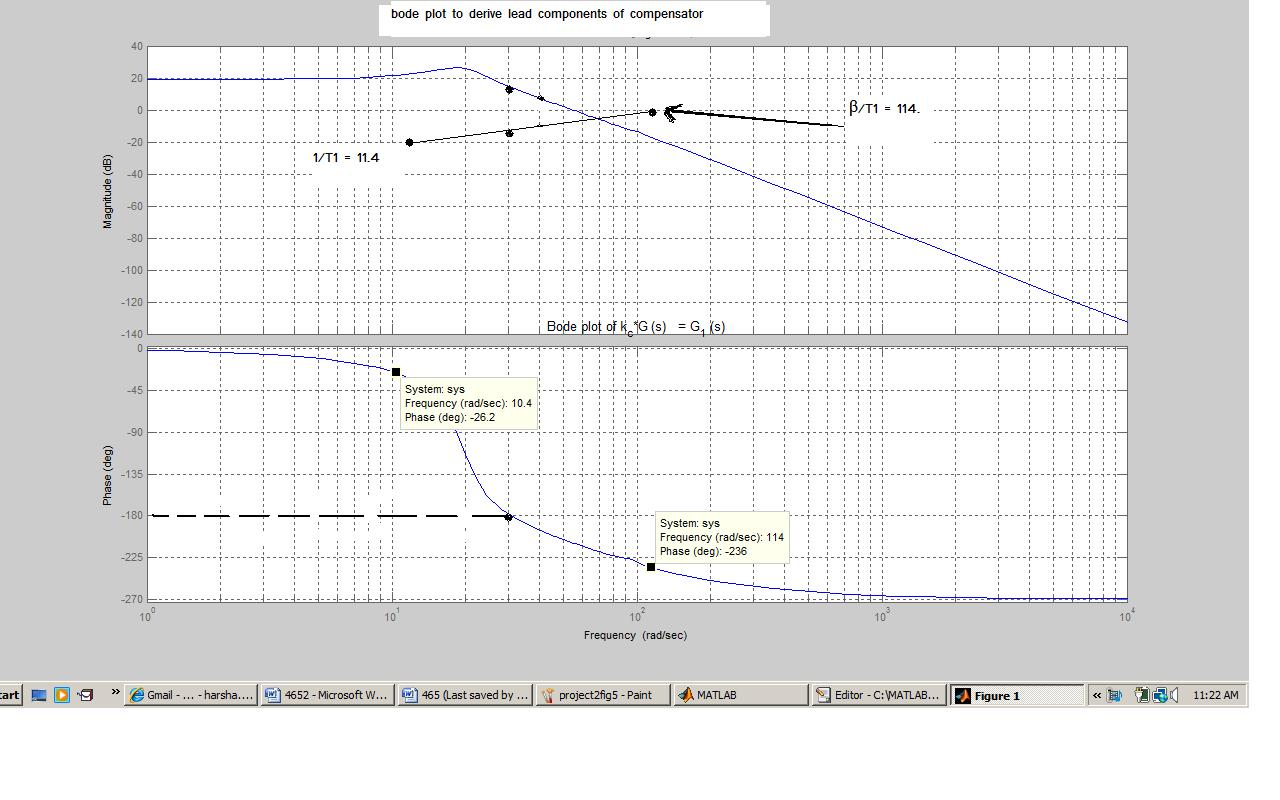 bode plot to derive lead components of compensator
40
20
0
-20
-40
-60
-80
-100
-120
-140
Magnitude (dB)
β/T1 = 114.
1/T1 = 11.4
Bode plot of kc*G (s) = G1 (s)
0
-45
-90
-135
-180
-225
-270
Phase (deg)
System: sys
Frequency (rad/sec): 10.4
Phase (deg): -26.2
System: sys
Frequency (rad/sec): 114
Phase (deg): -236
10^0 10^1 10^2 10^3 10^4
Frequency (rad/sec)
tart » Gmail - ... - harsha.... 4652 - Microsoft W... 465 (Last saved by ... project2fig5 - Paint MATLAB Editor - C:\MATLAB... Figure 1 « 11:22 AM